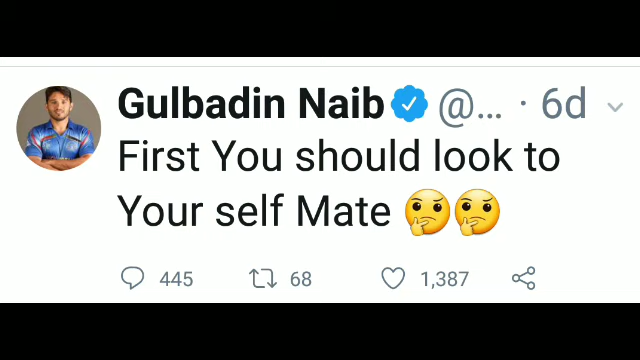 Gulbadin Naib @... · 6d
First You should look to
Your self Mate 🤔🤔
445 68 1,387